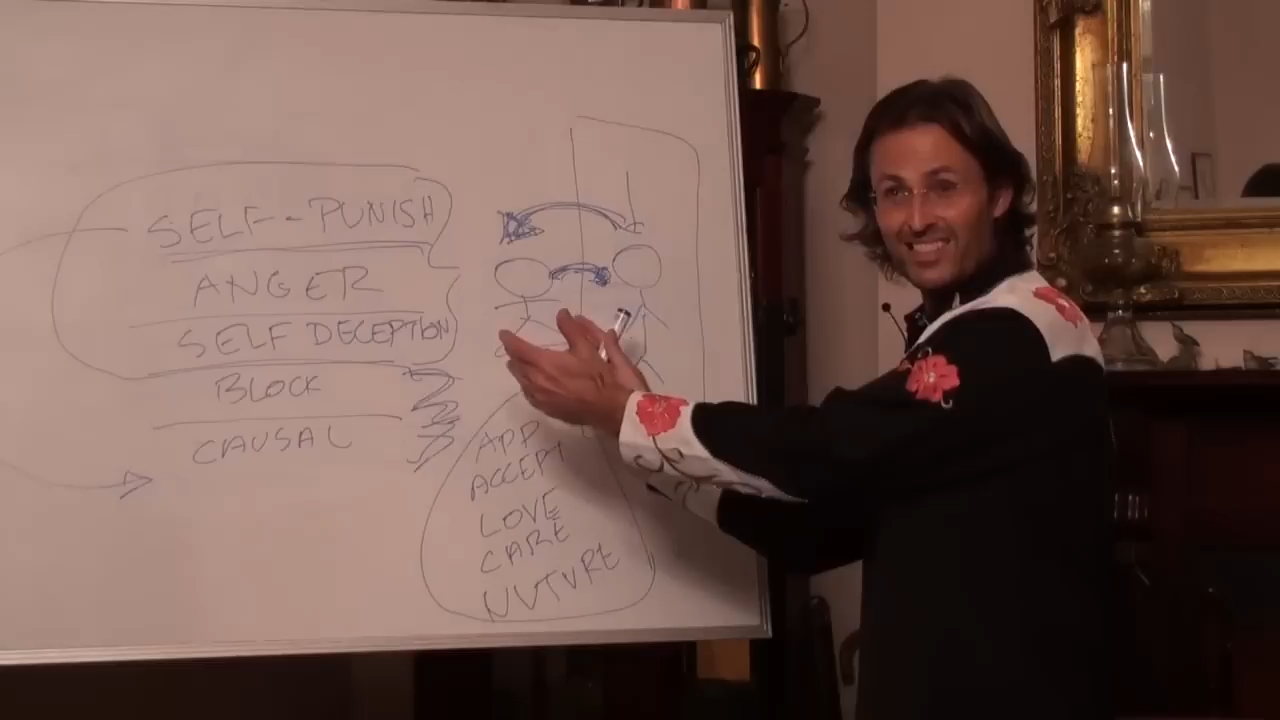 SELF-PUNISH
ANGER
SELF DECEPTION
BLOCK
CAUSAL
APP
ACCEPT
LOVE
CARE
NUTURE